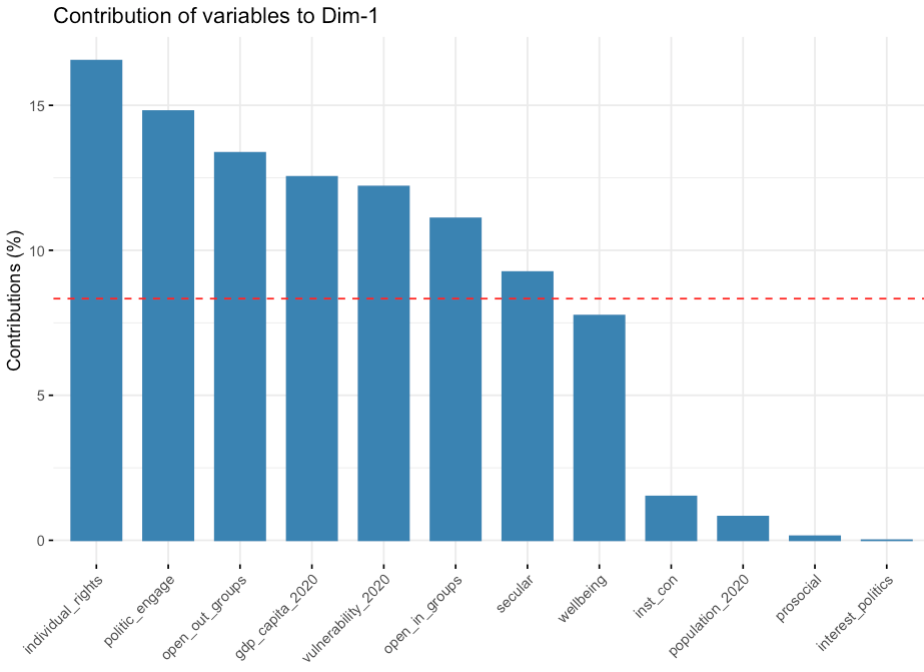 Contribution of variables to Dim-1
Contributions (%)
15
10
5
0
individual_rights
politic_engage
open_out_groups
gdp_capita_2020
vulnerability_2020
open_in_groups
secular
wellbeing
inst_con
population_2020
prosocial
interest_politics